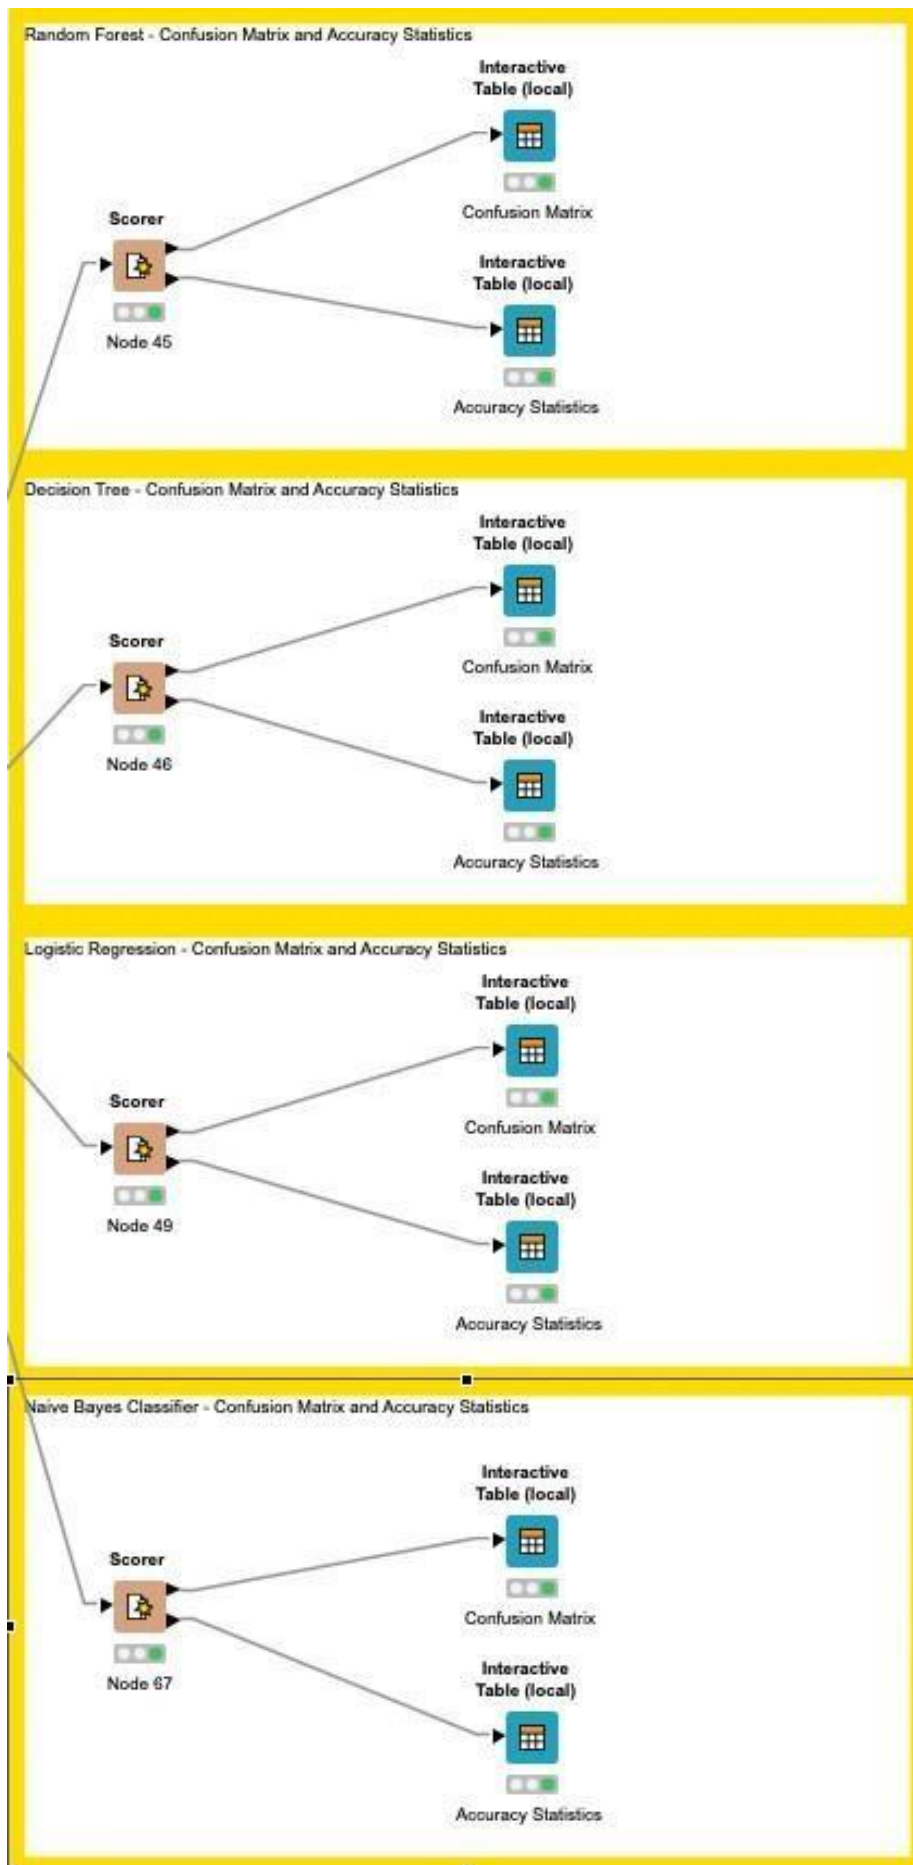 Random Forest - Confusion Matrix and Accuracy Statistics
Interactive
Table (local)
Confusion Matrix
Scorer
Node 45
Interactive
Table (local)
Accuracy Statistics
Decision Tree - Confusion Matrix and Accuracy Statistics
Interactive
Table (local)
Confusion Matrix
Scorer
Node 46
Interactive
Table (local)
Accuracy Statistics
Logistic Regression - Confusion Matrix and Accuracy Statistics
Interactive
Table (local)
Confusion Matrix
Scorer
Node 49
Interactive
Table (local)
Accuracy Statistics
Naive Bayes Classifier - Confusion Matrix and Accuracy Statistics
Interactive
Table (local)
Confusion Matrix
Scorer
Node 67
Interactive
Table (local)
Accuracy Statistics